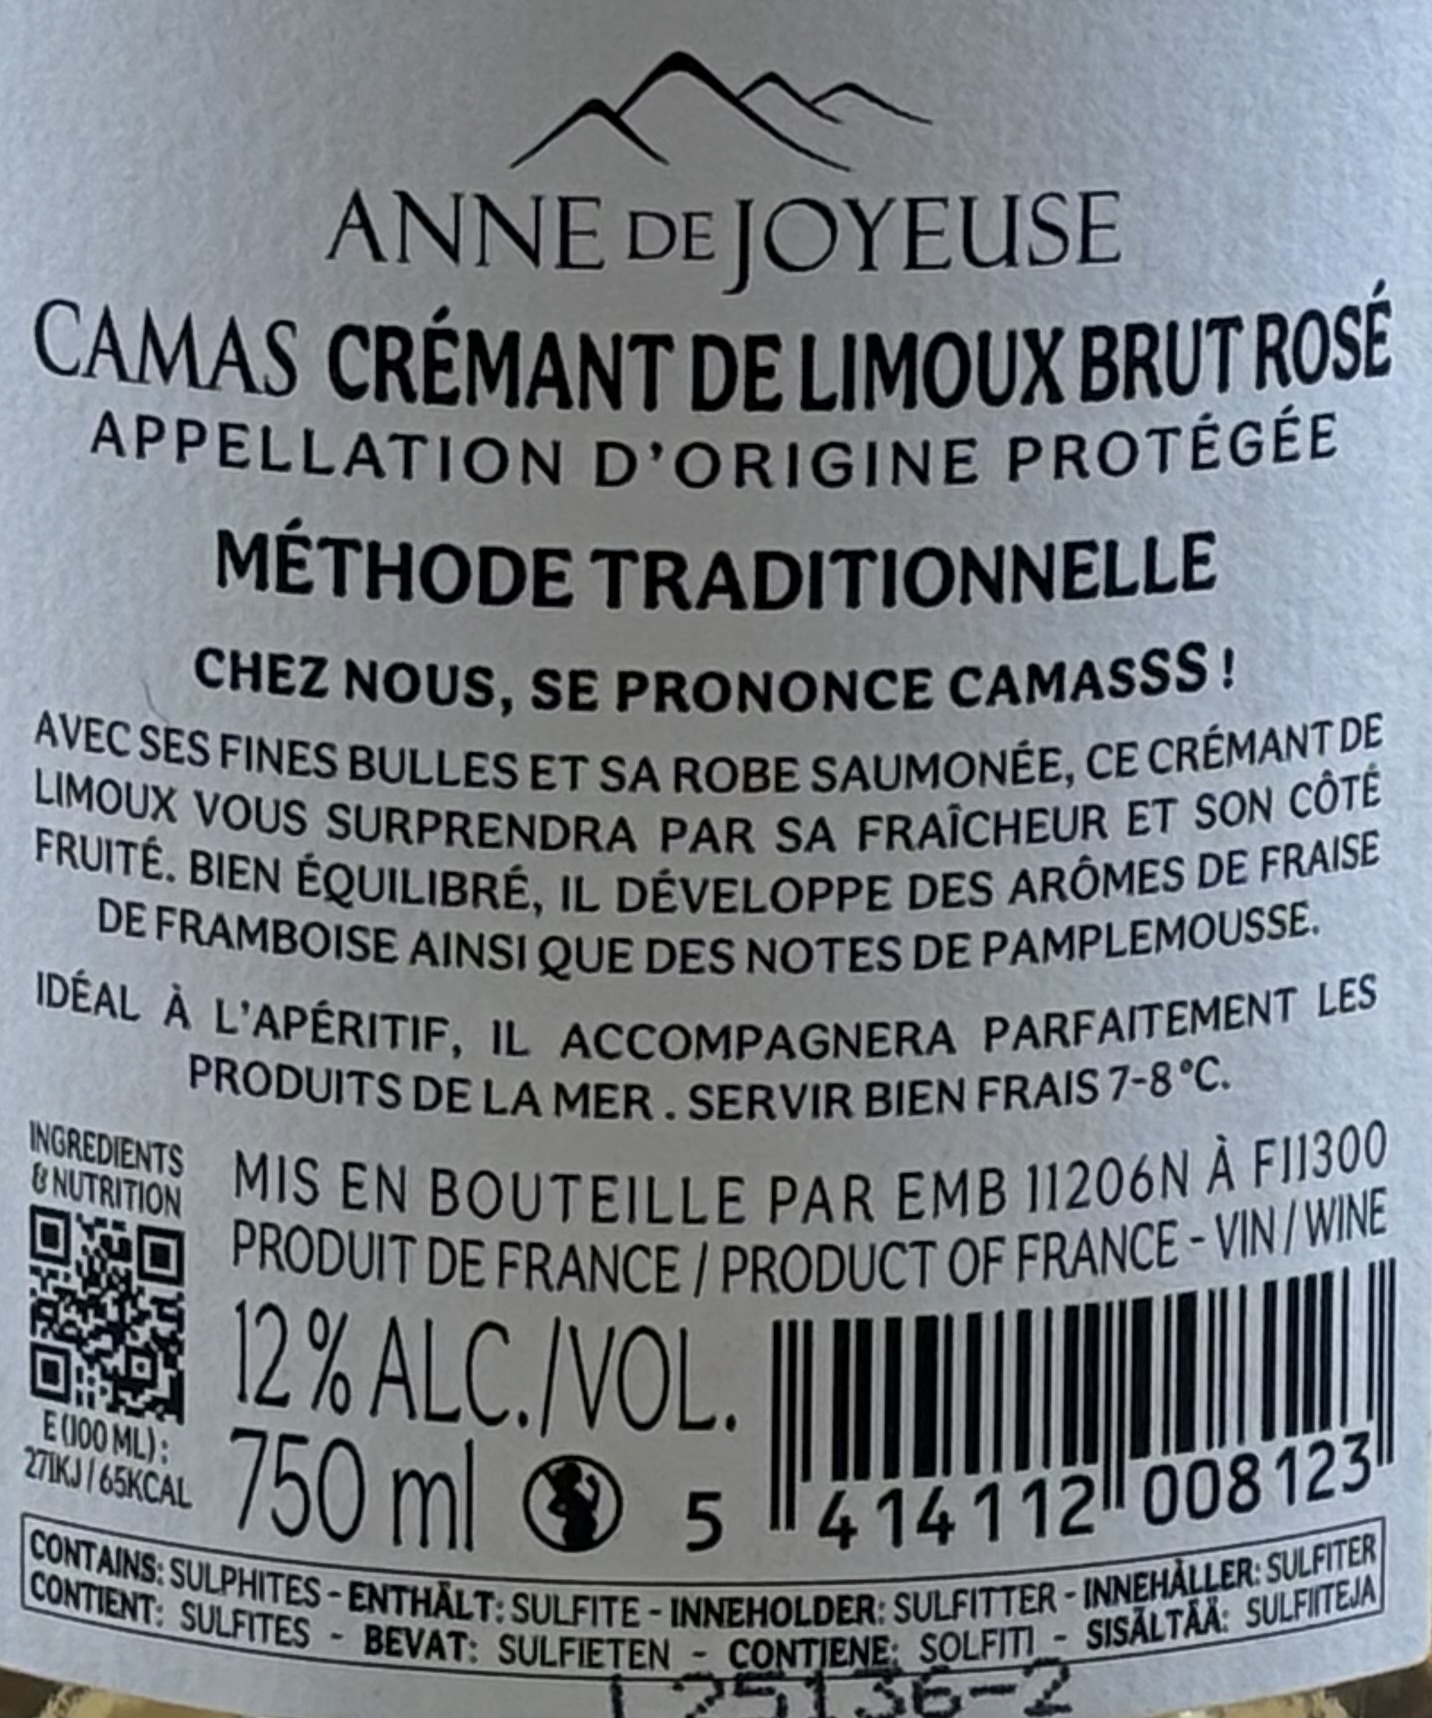 ANNE DE JOYEUSE
CAMAS CRÉMANT DE LIMOUX BRUT ROSÉ
APPELLATION D'ORIGINE PROTÉGÉE
MÉTHODE TRADITIONNELLE
CHEZ NOUS, SE PRONONCE CAMASSS !
AVEC SES FINES BULLES ET SA ROBE SAUMONÉE, CE CRÉMANT DE
LIMOUX VOUS SURPRENDRA PAR SA FRAÎCHEUR ET SON CÔTÉ
FRUITÉ. BIEN ÉQUILIBRÉ, IL DÉVELOPPE DES ARÔMES DE FRAISE
DE FRAMBOISE AINSI QUE DES NOTES DE PAMPLEMOUSSE.
IDÉAL À L'APÉRITIF, IL ACCOMPAGNERA PARFAITEMENT LES
PRODUITS DE LA MER . SERVIR BIEN FRAIS 7-8 °C.
INGREDIENTS
& NUTRITION
E (100 ML) :
271KJ / 65KCAL
MIS EN BOUTEILLE PAR EMB 11206N À F11300
PRODUIT DE FRANCE / PRODUCT OF FRANCE - VIN / WINE
12 % ALC./VOL.
750 ml
5 414112 008123
CONTAINS: SULPHITES - ENTHÄLT: SULFITE - INNEHOLDER: SULFITTER - INNEHÅLLER: SULFITER
CONTIENT: SULFITES - BEVAT: SULFIETEN - CONTIENE: SOLFITI - SISÄLTÄÄ: SULFIITEJA